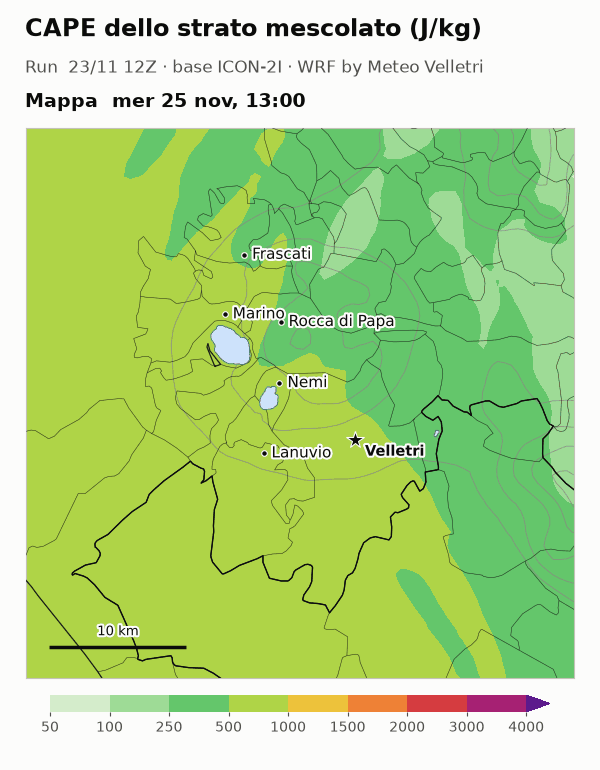 CAPE dello strato mescolato (J/kg)
Run  23/11 12Z · base ICON-2I · WRF by Meteo Velletri
Mappa  mer 25 nov, 13:00
Frascati
Marino
Rocca di Papa
Nemi
Velletri
Lanuvio
10 km
50 100 250 500 1000 1500 2000 3000 4000